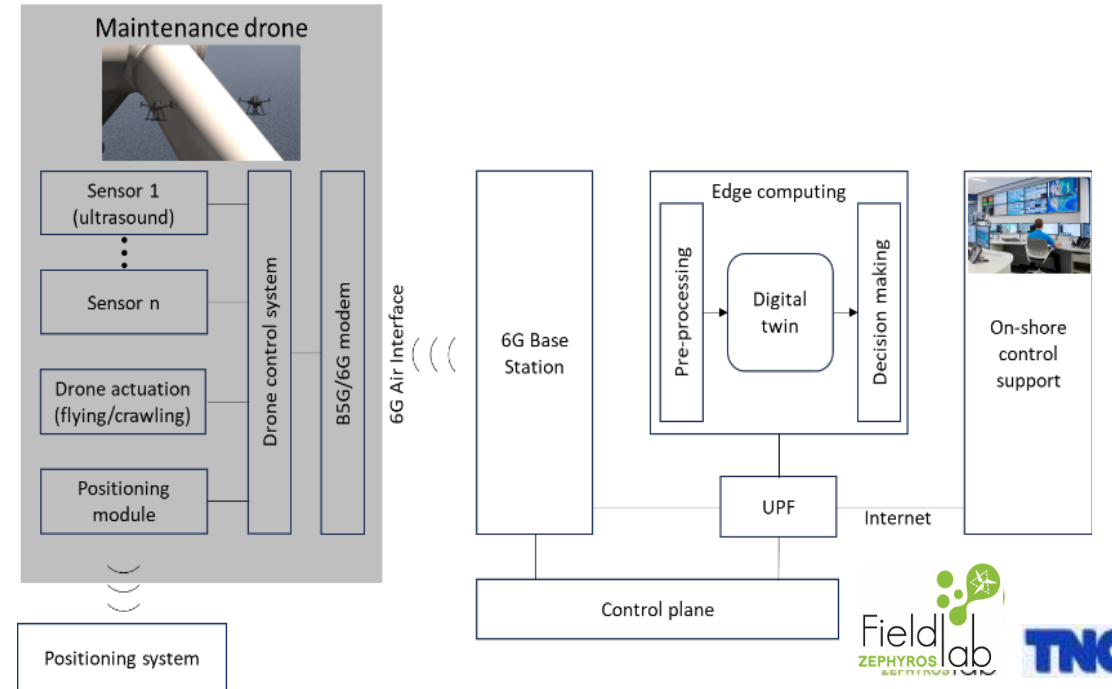 Maintenance drone
Sensor 1
(ultrasound)
Sensor n
Drone actuation
(flying/crawling)
Positioning
module
Drone control system
B5G/6G modem
6G Air Interface
Positioning system
6G Base
Station
Edge computing
Pre-processing
Digital
twin
Decision making
UPF
Internet
Control plane
On-shore
control
support
Field lab
ZEPHYROS
TNO